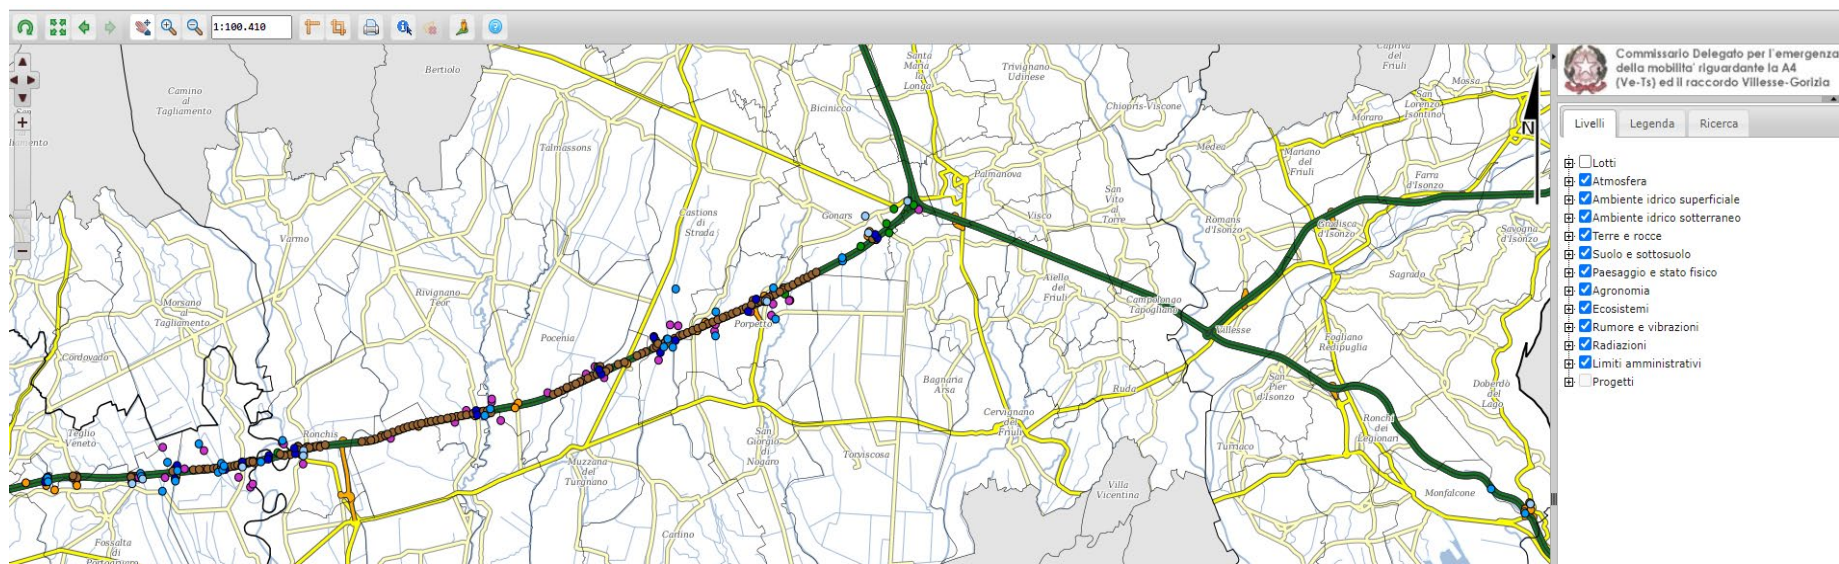 1:100.410
Commissario Delegato per l'emergenza
della mobilita' riguardante la A4
(Ve-Ts) ed il raccordo Villesse-Gorizia
Livelli
Legenda
Ricerca
Lotti
Atmosfera
Ambiente idrico superficiale
Ambiente idrico sotterraneo
Terre e rocce
Suolo e sottosuolo
Paesaggio e stato fisico
Agronomia
Ecosistemi
Rumore e vibrazioni
Radiazioni
Limiti amministrativi
Progetti
N
Bertiolo
Camino
al
Tagliamento
Santa
Maria
la
Longa
Trivignano
Udinese
Capriva
del
Friuli
Mossa
San
Lorenzo
Isontino
Moraro
Bicinicco
Chiopris-Viscone
Talmassons
Medea
Mariano
del
Friuli
Palmanova
Farra
d'Isonzo
San
Vito
al
Torre
Castions
di
Strada
Gonars
Visco
Romans
d'Isonzo
Gradisca
d'Isonzo
Savogna
d'Isonzo
Varmo
Sagrado
Aiello
del
Friuli
Rivignano
Teor
Morsano
al
Tagliamento
Campolongo
Tapogliano
Porpetto
Villesse
Pocenia
Fogliano
Redipuglia
Cordovado
Bagnaria
Arsa
Ruda
San
Pier
d'Isonzo
Doberdò
del
Lago
Cervignano
del
Friuli
Ronchi
dei
Legionari
Teglio
Veneto
Ronchis
San
Giorgio
di
Nogaro
Torviscosa
Turriaco
Muzzana
del
Turgnano
Villa
Vicentina
Monfalcone
Carlino
Fossalta
di
Portogruaro